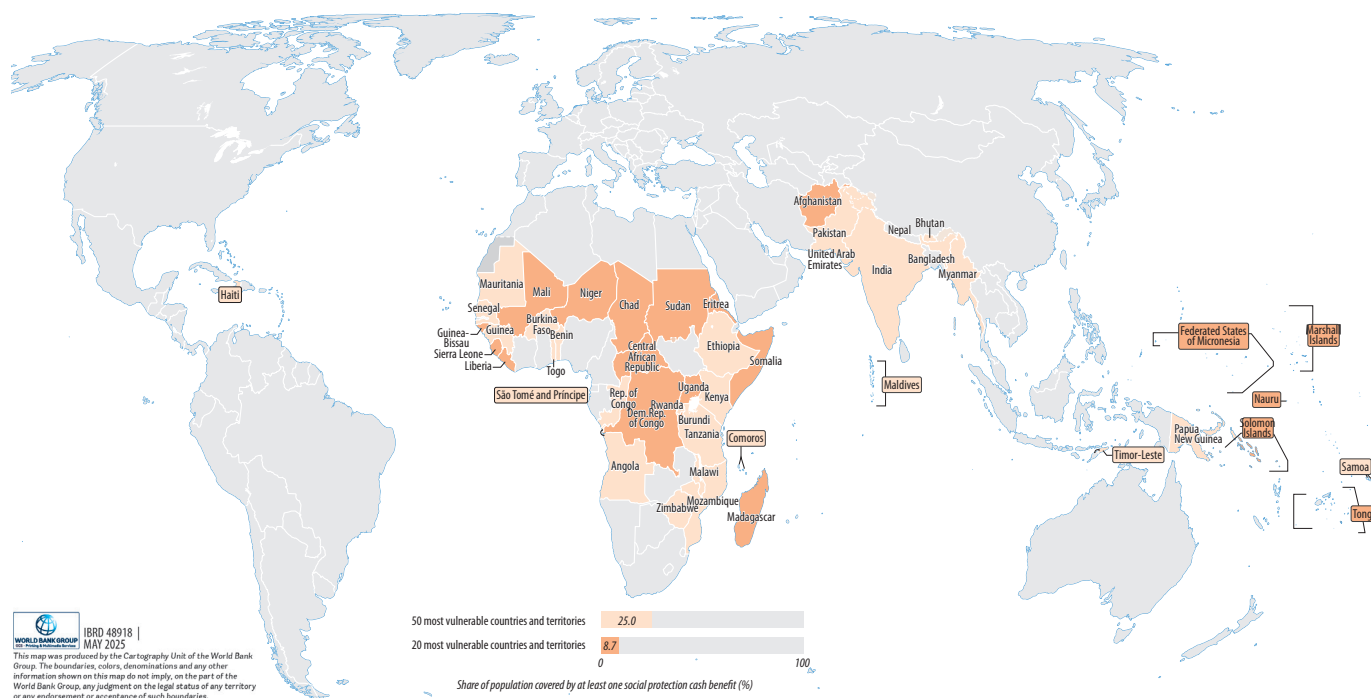 Afghanistan
Pakistan
Nepal
Bhutan
United Arab
Emirates
India
Bangladesh
Myanmar
Haiti
Mauritania
Mali
Niger
Chad
Sudan
Eritrea
Senegal
Guinea-
Bissau
Guinea
Burkina
Faso
Benin
Sierra Leone
Liberia
Togo
Central
African
Republic
Ethiopia
Somalia
São Tomé and Príncipe
Rep. of
Congo
Dem.Rep.
of Congo
Uganda
Rwanda
Kenya
Burundi
Tanzania
Comoros
Angola
Malawi
Mozambique
Zimbabwe
Madagascar
Maldives
Federated States
of Micronesia
Marshall
Islands
Nauru
Solomon
Islands
Papua
New Guinea
Timor-Leste
Samoa
Tong
50 most vulnerable countries and territories
25.0
20 most vulnerable countries and territories
8.7
0
100
Share of population covered by at least one social protection cash benefit (%)
WORLD BANK GROUP
IBRD 48918 |
MAY 2025
This map was produced by the Cartography Unit of the World Bank
Group. The boundaries, colors, denominations and any other
information shown on this map do not imply, on the part of the
World Bank Group, any judgment on the legal status of any territory
or any endorsement or acceptance of such boundaries.